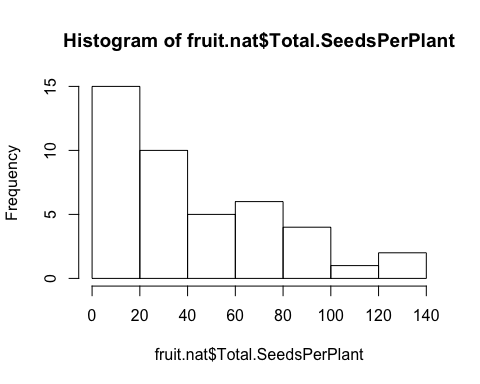 Histogram of fruit.nat$Total.SeedsPerPlant
15
10
5
0
Frequency
0 20 40 60 80 100 120 140
fruit.nat$Total.SeedsPerPlant